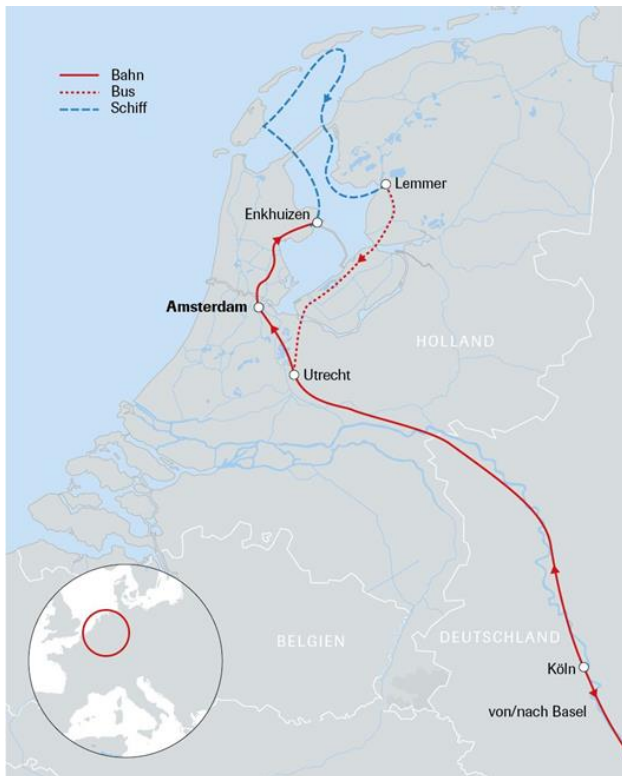 Bahn
Bus
Schiff
Lemmer
Enkhuizen
Amsterdam
HOLLAND
Utrecht
BELGIEN
DEUTSCHLAND
Köln
von/nach Basel